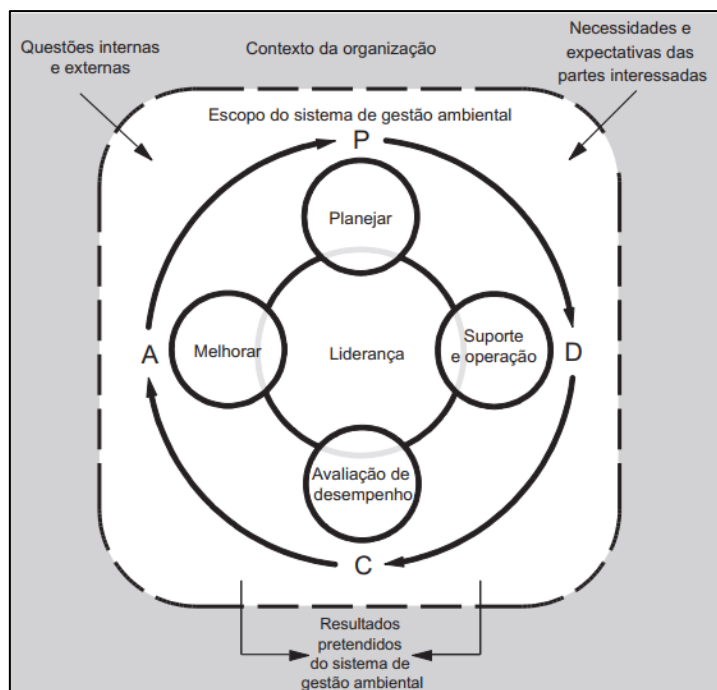 Questões internas
e externas
Contexto da organização
Necessidades e
expectativas das
partes interessadas
Escopo do sistema de gestão ambiental
P
Planejar
A
Melhorar
Liderança
Suporte
e operação
D
Avaliação de
desempenho
C
Resultados
pretendidos
do sistema de
gestão ambiental